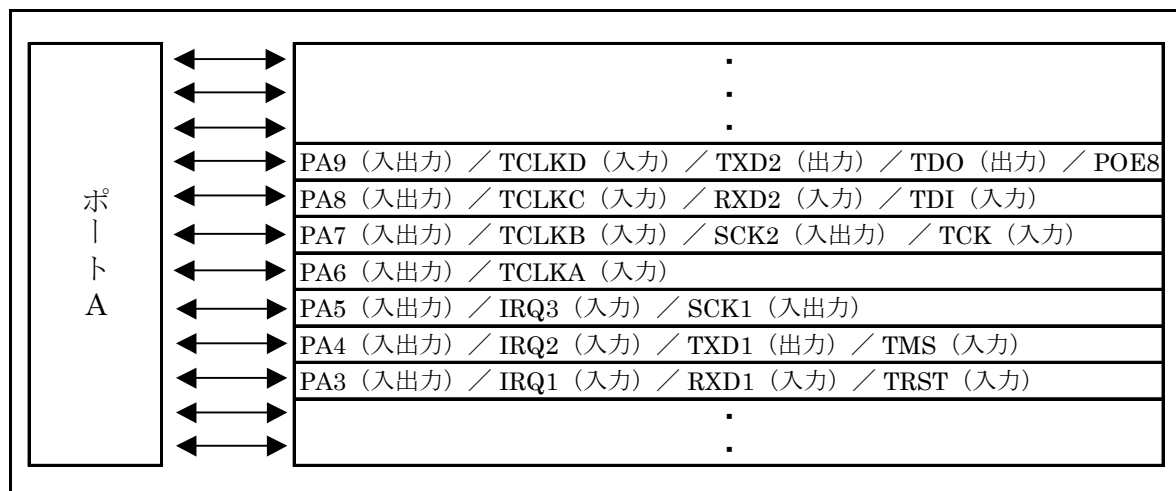 ポートA
・
・
・
PA9（入出力）／TCLKD（入力）／TXD2（出力）／TDO（出力）／POE8
PA8（入出力）／TCLKC（入力）／RXD2（入力）／TDI（入力）
PA7（入出力）／TCLKB（入力）／SCK2（入出力） ／TCK（入力）
PA6（入出力）／TCLKA（入力）
PA5（入出力）／IRQ3（入力）／SCK1（入出力）
PA4（入出力）／IRQ2（入力）／TXD1（出力）／TMS（入力）
PA3（入出力）／IRQ1（入力）／RXD1（入力）／TRST（入力）
・
・